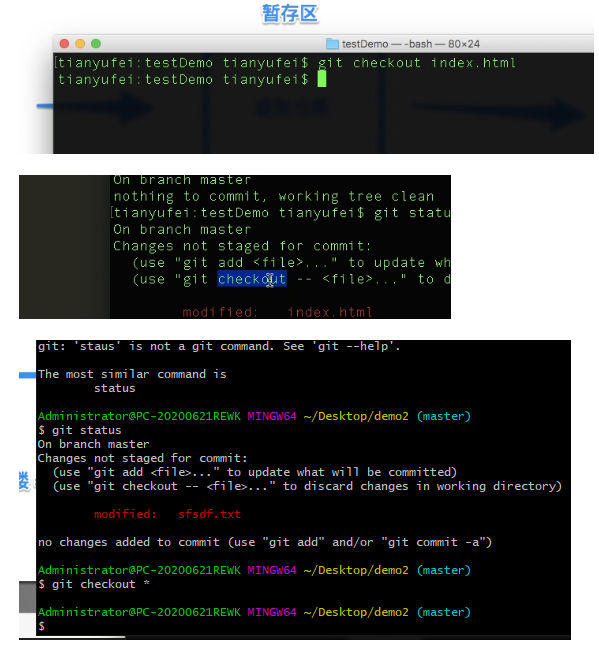 暂存区
testDemo — -bash — 80×24
[tianyufei:testDemo tianyufei$ git checkout index.html
tianyufei:testDemo tianyufei$
On branch master
nothing to commit, working tree clean
[tianyufei:testDemo tianyufei$ git statu
On branch master
Changes not staged for commit:
(use "git add <file>..." to update wh
(use "git checkout -- <file>..." to d
modified: index.html
git: 'staus' is not a git command. See 'git --help'.
The most similar command is
status
Administrator@PC-20200621REWK MINGW64 ~/Desktop/demo2 (master)
$ git status
On branch master
Changes not staged for commit:
(use "git add <file>..." to update what will be committed)
(use "git checkout -- <file>..." to discard changes in working directory)
modified: sfsdf.txt
no changes added to commit (use "git add" and/or "git commit -a")
Administrator@PC-20200621REWK MINGW64 ~/Desktop/demo2 (master)
$ git checkout *
Administrator@PC-20200621REWK MINGW64 ~/Desktop/demo2 (master)
$